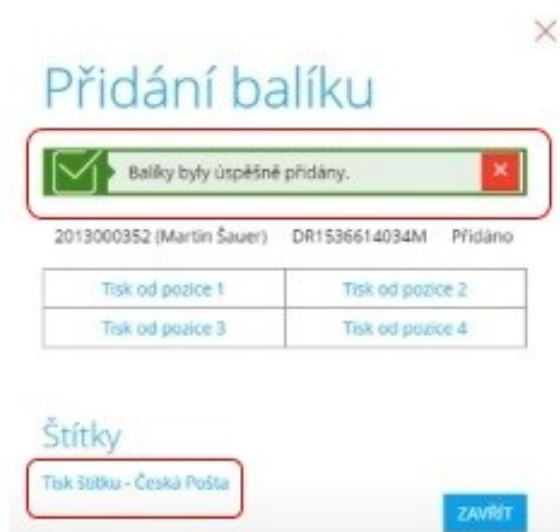 Přidání balíku
Balíky byly úspěšně přidány.
2013000352 (Martin Šauer) DR1536614034M Přidáno
Tisk od pozice 1 Tisk od pozice 2
Tisk od pozice 3 Tisk od pozice 4
Štítky
Tisk štítku - Česká Pošta
ZAVŘÍT